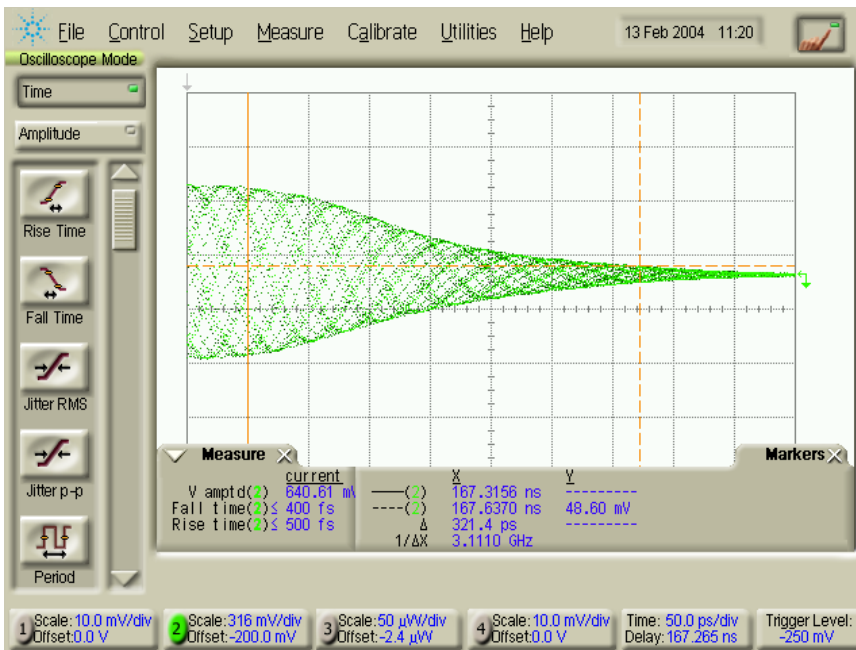 File Control Setup Measure Calibrate Utilities Help 13 Feb 2004 11:20
Oscilloscope Mode
Time
Amplitude
Rise Time
Fall Time
Jitter RMS
Jitter p-p
Period
Measure
current
V amptd(2) 640.61 mV
Fall time(2)≤ 400 fs
Rise time(2)≤ 500 fs
Markers
X Y
——(2) 167.3156 ns ---------
----(2) 167.6370 ns 48.60 mV
Δ 321.4 ps ---------
1/ΔX 3.1110 GHz
1 Scale:10.0 mV/div
Offset:0.0 V
2 Scale:316 mV/div
Offset:-200.0 mV
3 Scale:50 µW/div
Offset:-2.4 µW
4 Scale:10.0 mV/div
Offset:0.0 V
Time: 50.0 ps/div
Delay:167.265 ns
Trigger Level:
-250 mV